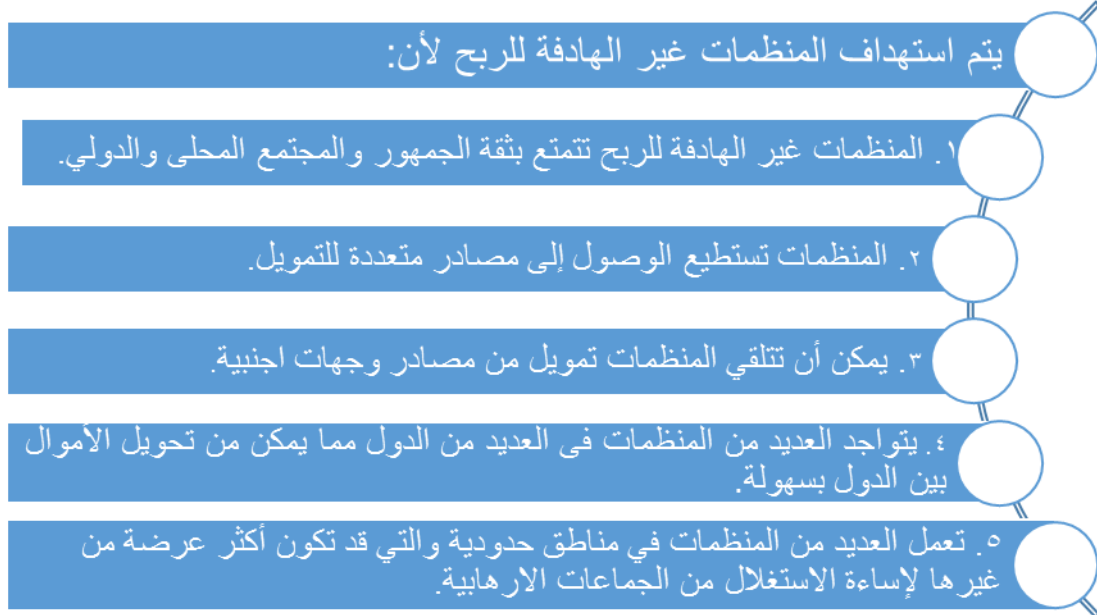 يتم استهداف المنظمات غير الهادفة للربح لأن:
١. المنظمات غير الهادفة للربح تتمتع بثقة الجمهور والمجتمع المحلى والدولي.
٢. المنظمات تستطيع الوصول إلى مصادر متعددة للتمويل.
٣. يمكن أن تتلقي المنظمات تمويل من مصادر وجهات اجنبية.
٤. يتواجد العديد من المنظمات فى العديد من الدول مما يمكن من تحويل الأموال
بين الدول بسهولة.
٥. تعمل العديد من المنظمات في مناطق حدودية والتي قد تكون أكثر عرضة من
غيرها لإساءة الاستغلال من الجماعات الارهابية.